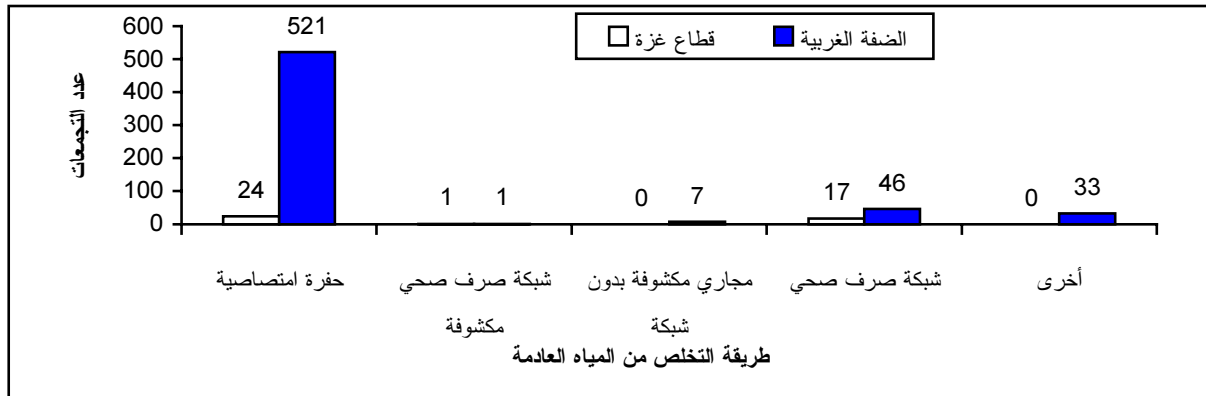 الضفة الغربية
قطاع غزة
عدد التجمعات
600
500
400
300
200
100
0
24
521
1
1
0
7
17
46
0
33
حفرة امتصاصية
شبكة صرف صحي
مكشوفة
مجاري مكشوفة بدون
شبكة
شبكة صرف صحي
أخرى
طريقة التخلص من المياه العادمة